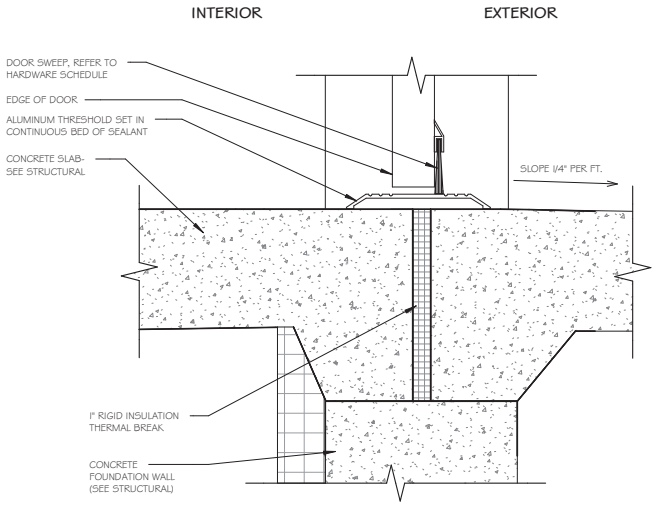 INTERIOR
EXTERIOR
DOOR SWEEP, REFER TO
HARDWARE SCHEDULE
EDGE OF DOOR
ALUMINUM THRESHOLD SET IN
CONTINUOUS BED OF SEALANT
CONCRETE SLAB-
SEE STRUCTURAL
SLOPE 1/4" PER FT.
1" RIGID INSULATION
THERMAL BREAK
CONCRETE
FOUNDATION WALL
(SEE STRUCTURAL)